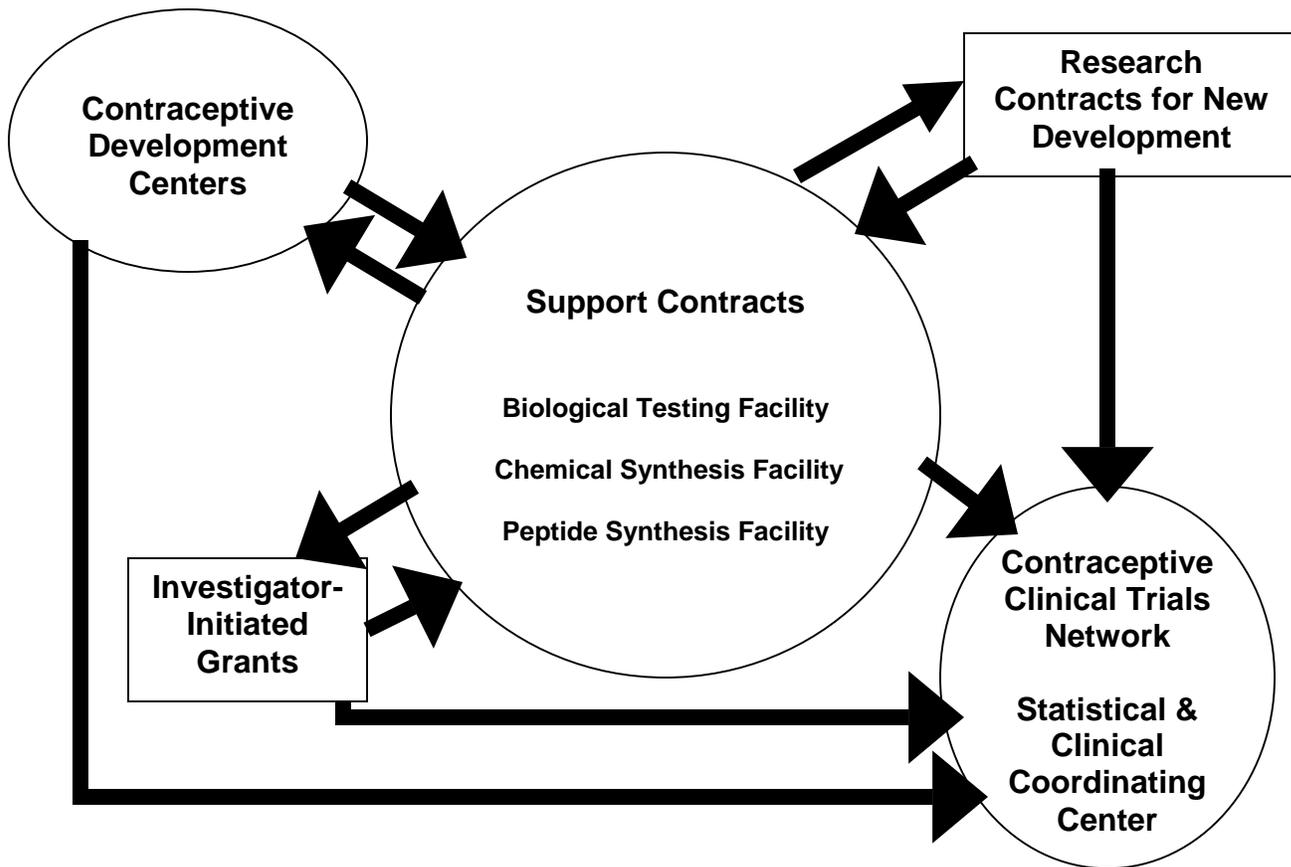 Contraceptive
Development
Centers
Research
Contracts for New
Development
Support Contracts
Biological Testing Facility
Chemical Synthesis Facility
Peptide Synthesis Facility
Investigator-
Initiated
Grants
Contraceptive
Clinical Trials
Network
Statistical &
Clinical
Coordinating
Center